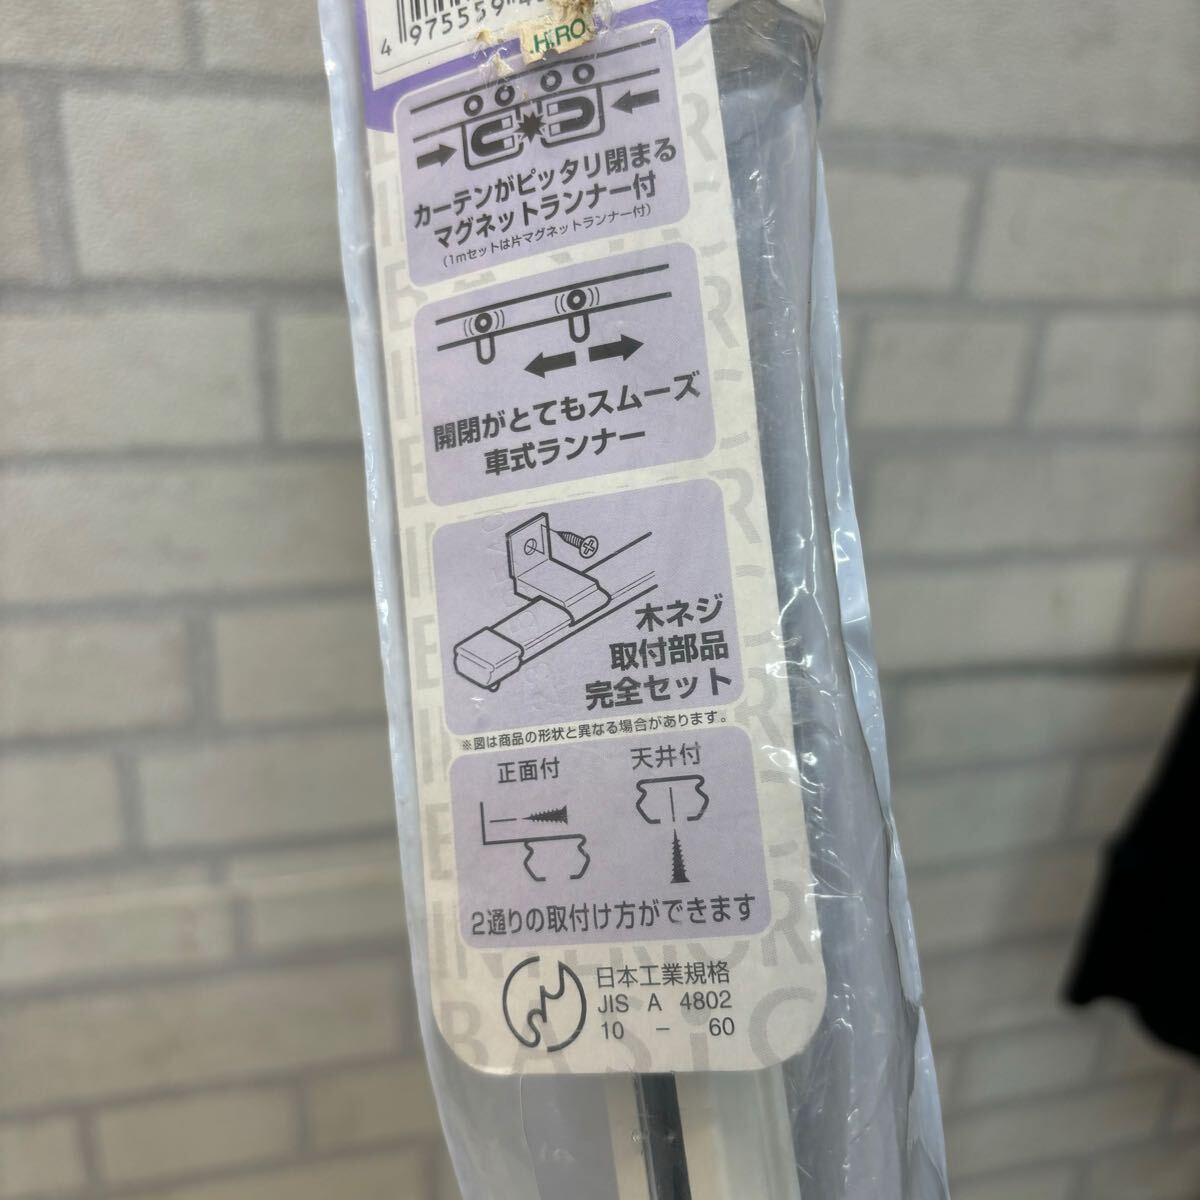 4 975559
HIRO
カーテンがピッタリ閉まる
マグネットランナー付
(1mセットは片マグネットランナー付)
開閉がとてもスムーズ
車式ランナー
木ネジ
取付部品
完全セット
※図は商品の形状と異なる場合があります。
正面付
天井付
2通りの取付け方ができます
日本工業規格
JIS A 4802
10 - 60